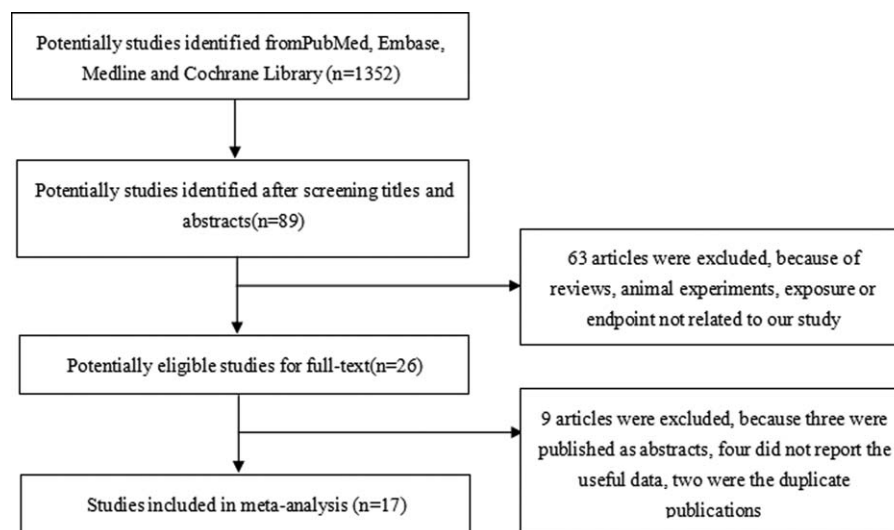 Potentially studies identified fromPubMed, Embase,
Medline and Cochrane Library (n=1352)
Potentially studies identified after screening titles and
abstracts(n=89)
63 articles were excluded, because of
reviews, animal experiments, exposure or
endpoint not related to our study
Potentially eligible studies for full-text(n=26)
9 articles were excluded, because three were
published as abstracts, four did not report the
useful data, two were the duplicate
publications
Studies included in meta-analysis (n=17)